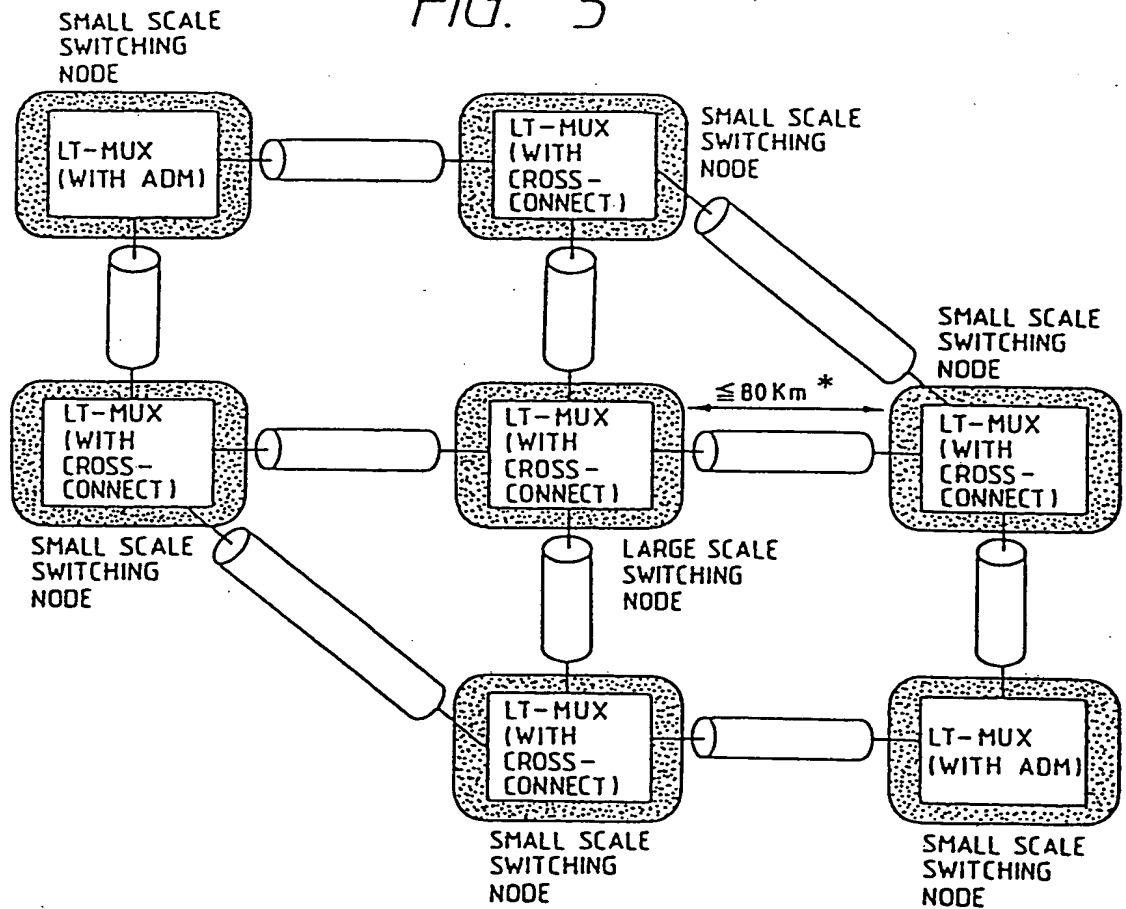 FIG. 5
SMALL SCALE
SWITCHING
NODE
LT-MUX
(WITH ADM)
LT-MUX
(WITH
CROSS-
CONNECT)
SMALL SCALE
SWITCHING
NODE
SMALL SCALE
SWITCHING
NODE
LT-MUX
(WITH
CROSS-
CONNECT)
SMALL SCALE
SWITCHING
NODE
LT-MUX
(WITH
CROSS-
CONNECT)
LARGE SCALE
SWITCHING
NODE
≦80Km*
LT-MUX
(WITH
CROSS-
CONNECT)
LT-MUX
(WITH
CROSS-
CONNECT)
SMALL SCALE
SWITCHING
NODE
LT-MUX
(WITH ADM)
SMALL SCALE
SWITCHING
NODE